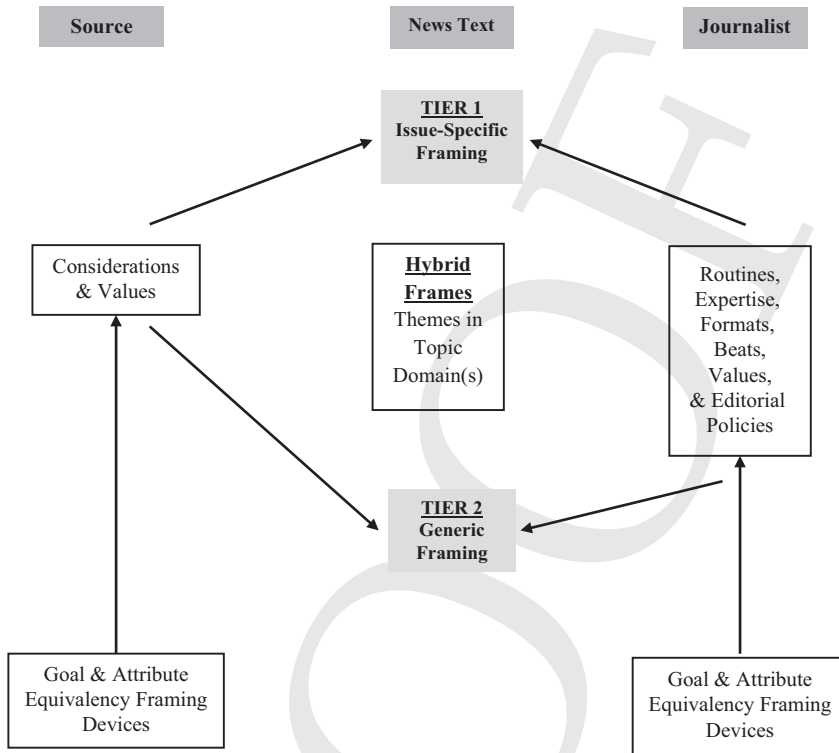 Source
News Text
Journalist
TIER 1
Issue-Specific
Framing
Considerations
& Values
Hybrid
Frames
Themes in
Topic
Domain(s)
Routines,
Expertise,
Formats,
Beats,
Values,
& Editorial
Policies
TIER 2
Generic
Framing
Goal & Attribute
Equivalency Framing
Devices
Goal & Attribute
Equivalency Framing
Devices